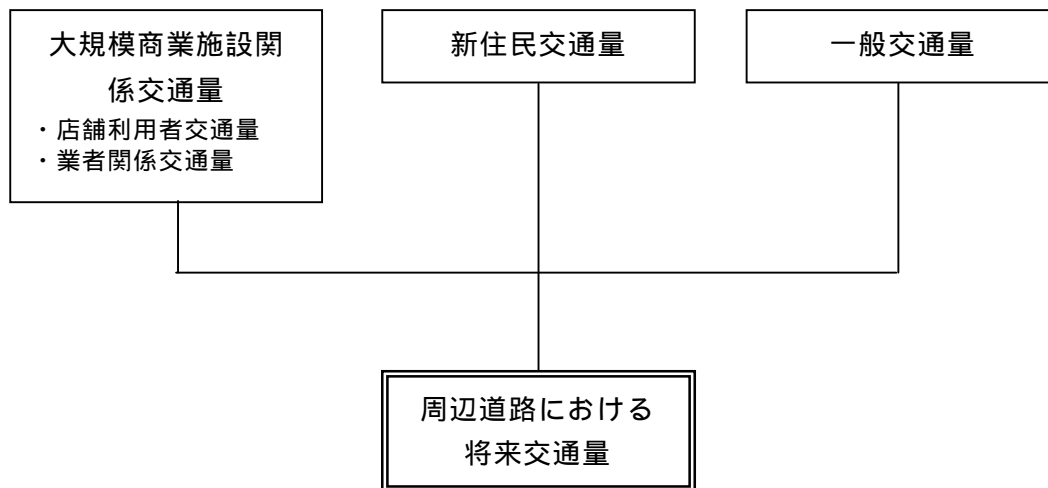 大規模商業施設関
係交通量
・店舗利用者交通量
・業者関係交通量
新住民交通量
一般交通量
周辺道路における
将来交通量